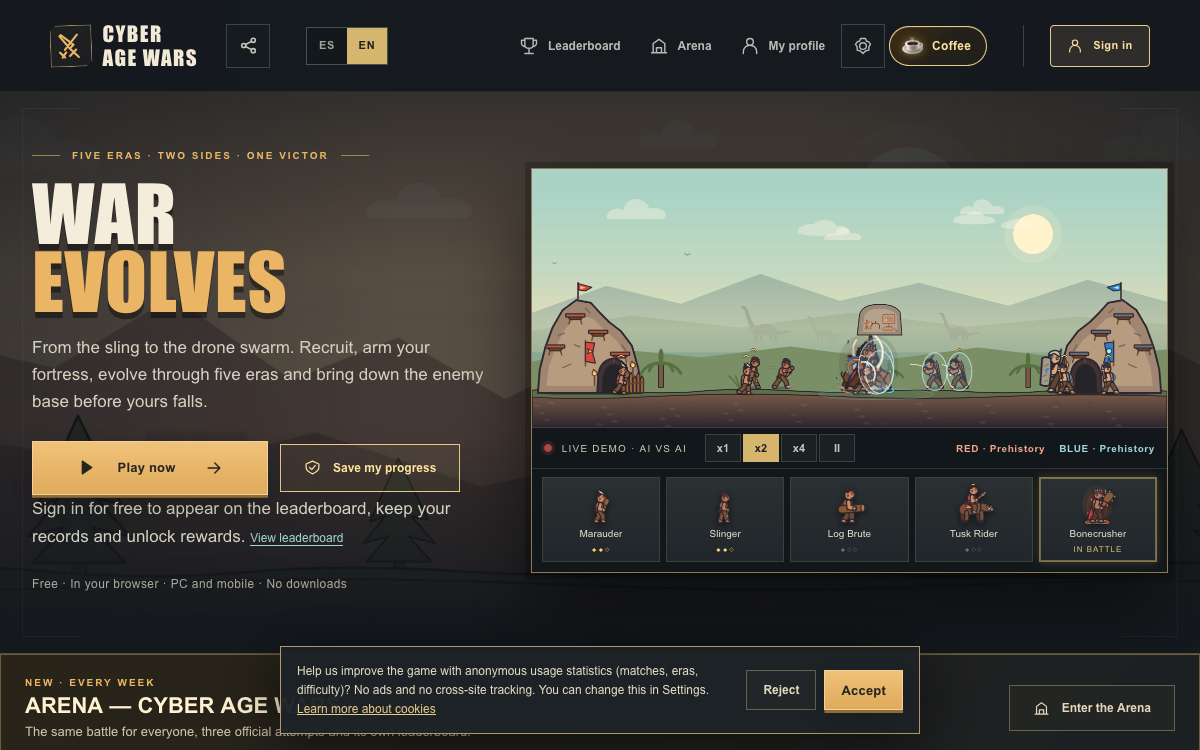 CYBER
AGE WARS
ES EN
Leaderboard
Arena
My profile
Coffee
Sign in
FIVE ERAS · TWO SIDES · ONE VICTOR
WAR
EVOLVES
From the sling to the drone swarm. Recruit, arm your
fortress, evolve through five eras and bring down the enemy
base before yours falls.
Play now
Save my progress
Sign in for free to appear on the leaderboard, keep your
records and unlock rewards. View leaderboard
Free · In your browser · PC and mobile · No downloads
LIVE DEMO · AI VS AI
x1 x2 x4 II
RED · Prehistory BLUE · Prehistory
Marauder
Slinger
Log Brute
Tusk Rider
Bonecrusher
IN BATTLE
NEW · EVERY WEEK
ARENA — CYBER AGE W
The same battle for everyone, three official attempts and its own leaderboard.
Enter the Arena
Help us improve the game with anonymous usage statistics (matches, eras,
difficulty)? No ads and no cross-site tracking. You can change this in Settings.
Learn more about cookies
Reject
Accept